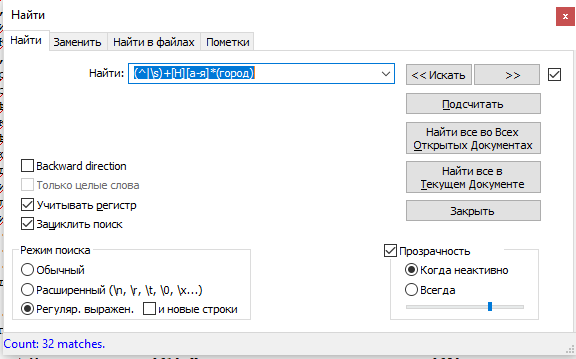 Найти
Найти Заменить Найти в файлах Пометки
Найти: (^|\s)+[Н][а-я]*(город)
<< Искать >>
Подсчитать
Найти все во Всех
Открытых Документах
Найти все в
Текущем Документе
Закрыть
Backward direction
Только целые слова
Учитывать регистр
Зациклить поиск
Режим поиска
Обычный
Расширенный (\n, \r, \t, \0, \x...)
Регуляр. выражен. и новые строки
Прозрачность
Когда неактивно
Всегда
Count: 32 matches.